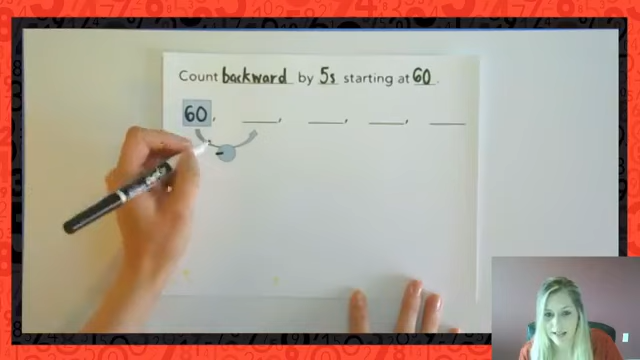 Count backward by 5s starting at 60.
60, ____, ____, ____, ____
-